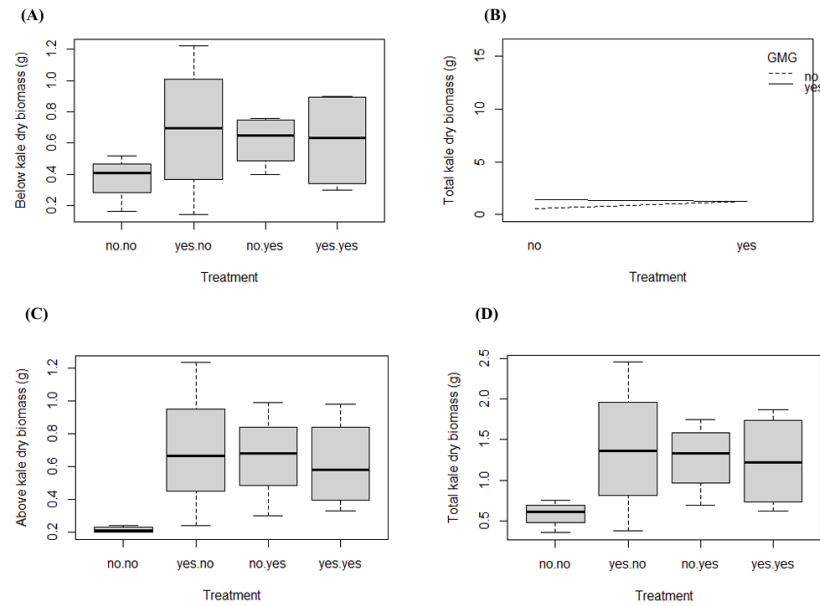 (A)
Below kale dry biomass (g)
0.2 0.4 0.6 0.8 1.0 1.2
no.no yes.no no.yes yes.yes
Treatment
(B)
Total kale dry biomass (g)
0 5 10 15
GMG
no
yes
no yes
Treatment
(C)
Above kale dry biomass (g)
0.2 0.4 0.6 0.8 1.0 1.2
no.no yes.no no.yes yes.yes
Treatment
(D)
Total kale dry biomass (g)
0.5 1.0 1.5 2.0 2.5
no.no yes.no no.yes yes.yes
Treatment